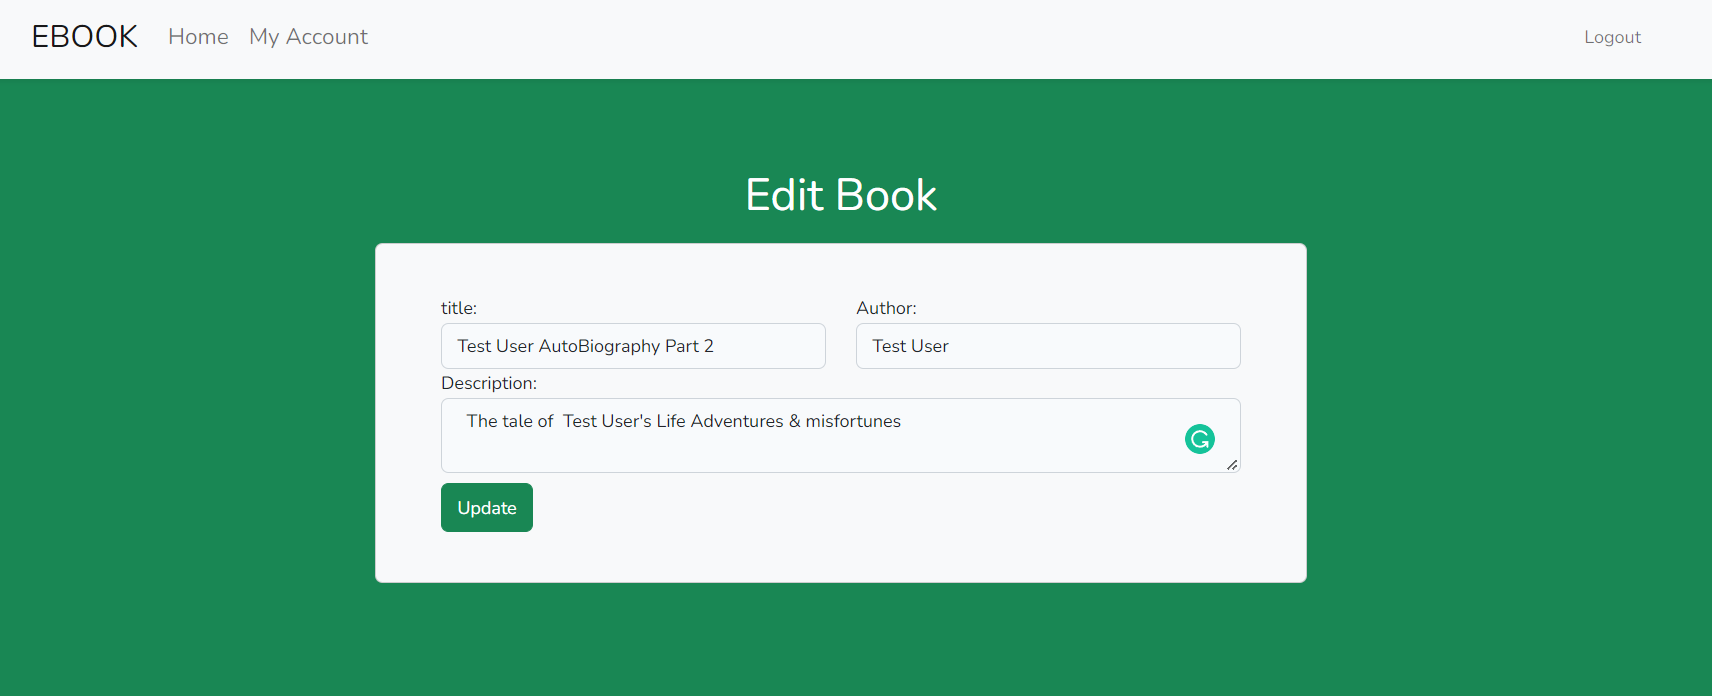 EBOOK Home My Account Logout
Edit Book
title: Author:
Test User AutoBiography Part 2 Test User
Description:
The tale of  Test User's Life Adventures & misfortunes
Update